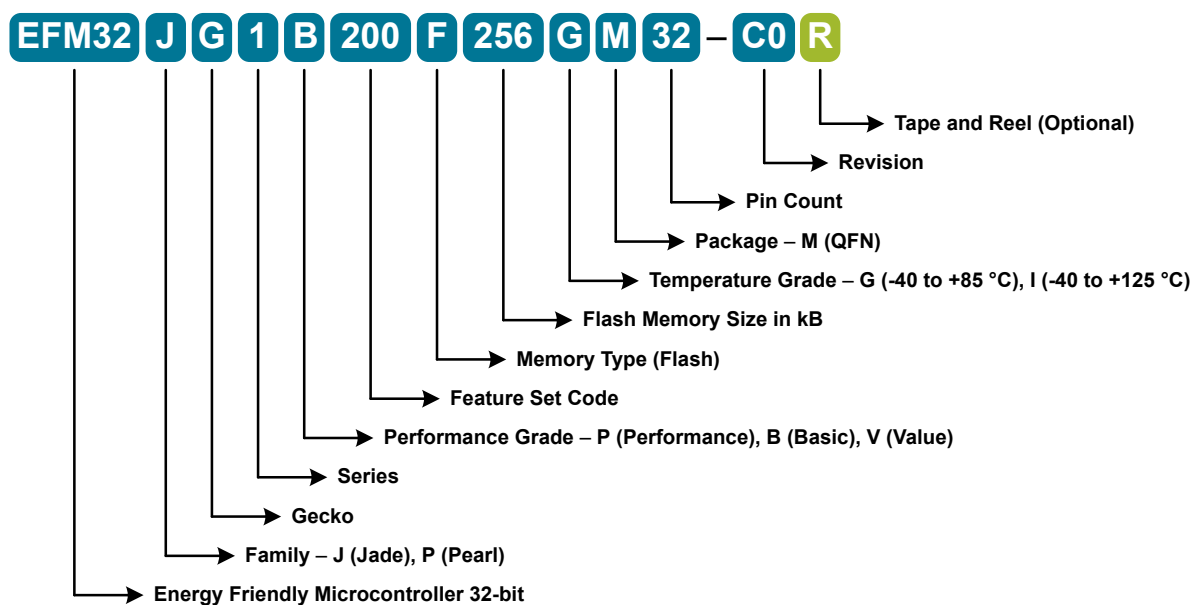 EFM32 J G 1 B 200 F 256 G M 32 – C0 R
Tape and Reel (Optional)
Revision
Pin Count
Package – M (QFN)
Temperature Grade – G (-40 to +85 °C), I (-40 to +125 °C)
Flash Memory Size in kB
Memory Type (Flash)
Feature Set Code
Performance Grade – P (Performance), B (Basic), V (Value)
Series
Gecko
Family – J (Jade), P (Pearl)
Energy Friendly Microcontroller 32-bit